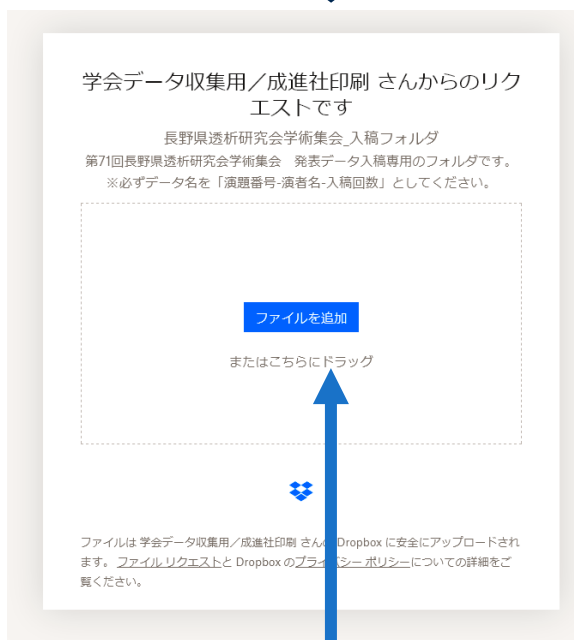 学会データ収集用／成進社印刷 さんからのリク
エストです
長野県透析研究会学術集会_入稿フォルダ
第71回長野県透析研究会学術集会　発表データ入稿専用のフォルダです。
※必ずデータ名を「演題番号-演者名-入稿回数」としてください。
ファイルを追加
またはこちらにドラッグ
ファイルは 学会データ収集用／成進社印刷 さんの Dropbox に安全にアップロードされ
ます。 ファイル リクエストと Dropbox のプライバシー ポリシーについての詳細をご
覧ください。